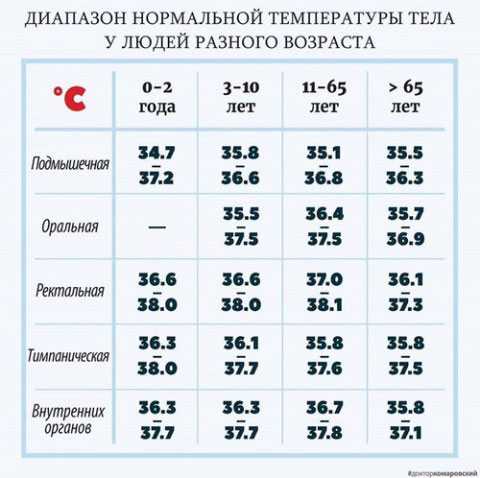 ДИАПАЗОН НОРМАЛЬНОЙ ТЕМПЕРАТУРЫ ТЕЛА
У ЛЮДЕЙ РАЗНОГО ВОЗРАСТА
°C 0-2 года 3-10 лет 11-65 лет > 65 лет
Подмышечная 34.7 – 37.2 35.8 – 36.6 35.1 – 36.8 35.5 – 36.3
Оральная — 35.5 – 37.5 36.4 – 37.5 35.7 – 36.9
Ректальная 36.6 – 38.0 36.6 – 38.0 37.0 – 38.1 36.1 – 37.3
Тимпаническая 36.3 – 38.0 36.1 – 37.7 35.8 – 37.6 35.8 – 37.5
Внутренних органов 36.3 – 37.7 36.3 – 37.7 36.7 – 37.8 35.8 – 37.1
#докторкомаровский